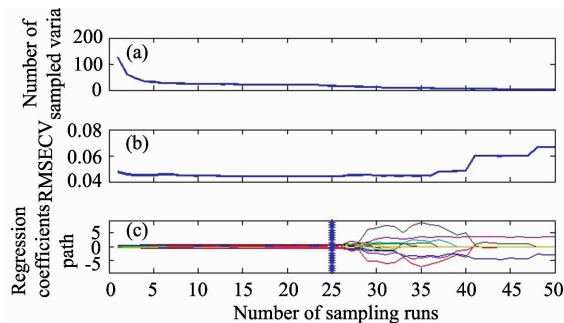 Number of
sampled varia
200
100
0
(a)
RMSECV
0.08
0.06
0.04
(b)
Regression
coefficients
path
5
0
-5
(c)
0 5 10 15 20 25 30 35 40 45 50
Number of sampling runs